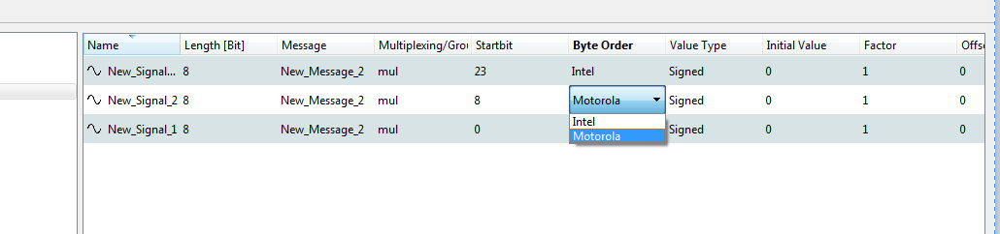 Name Length [Bit] Message Multiplexing/Grou Startbit Byte Order Value Type Initial Value Factor Offse
New_Signal... 8 New_Message_2 mul 23 Intel Signed 0 1 0
New_Signal_2 8 New_Message_2 mul 8 Motorola Signed 0 1 0
Intel
New_Signal_1 8 New_Message_2 mul 0 Signed 0 1 0
Motorola